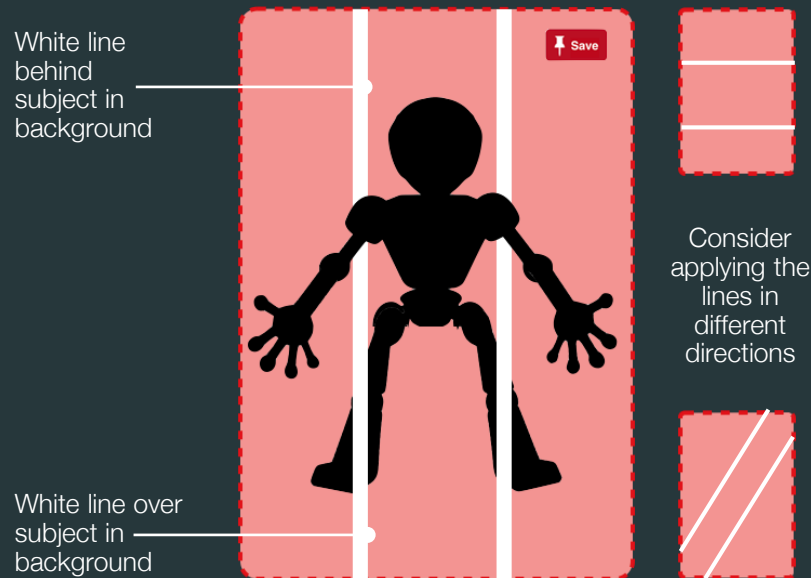 White line
behind
subject in
background
Save
Consider
applying the
lines in
different
directions
White line over
subject in
background